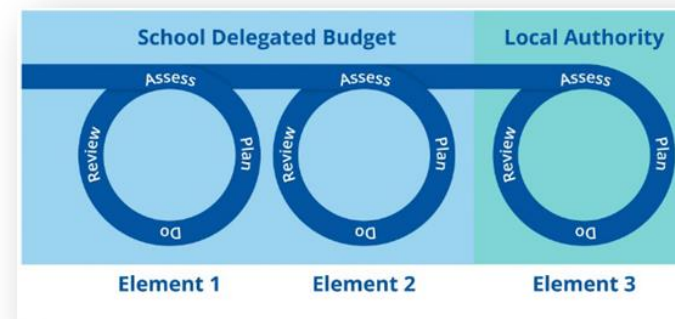 School Delegated Budget
Local Authority
Assess
Plan
Do
Review
Assess
Plan
Do
Review
Assess
Plan
Do
Review
Element 1
Element 2
Element 3